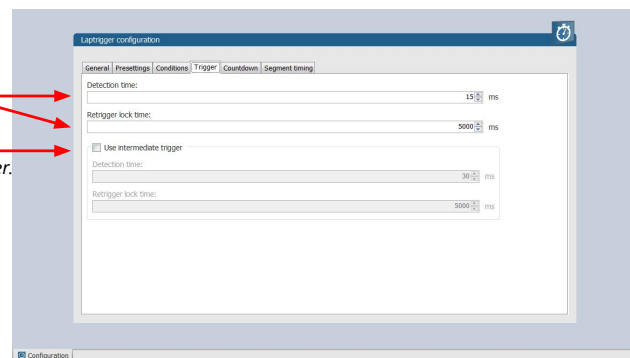 Laptrigger configuration
General Presettings Conditions Trigger Countdown Segment timing
Detection time:
15 ms
Retrigger lock time:
5000 ms
Use intermediate trigger
er.
Detection time:
30 ms
Retrigger lock time:
5000 ms
Configuration